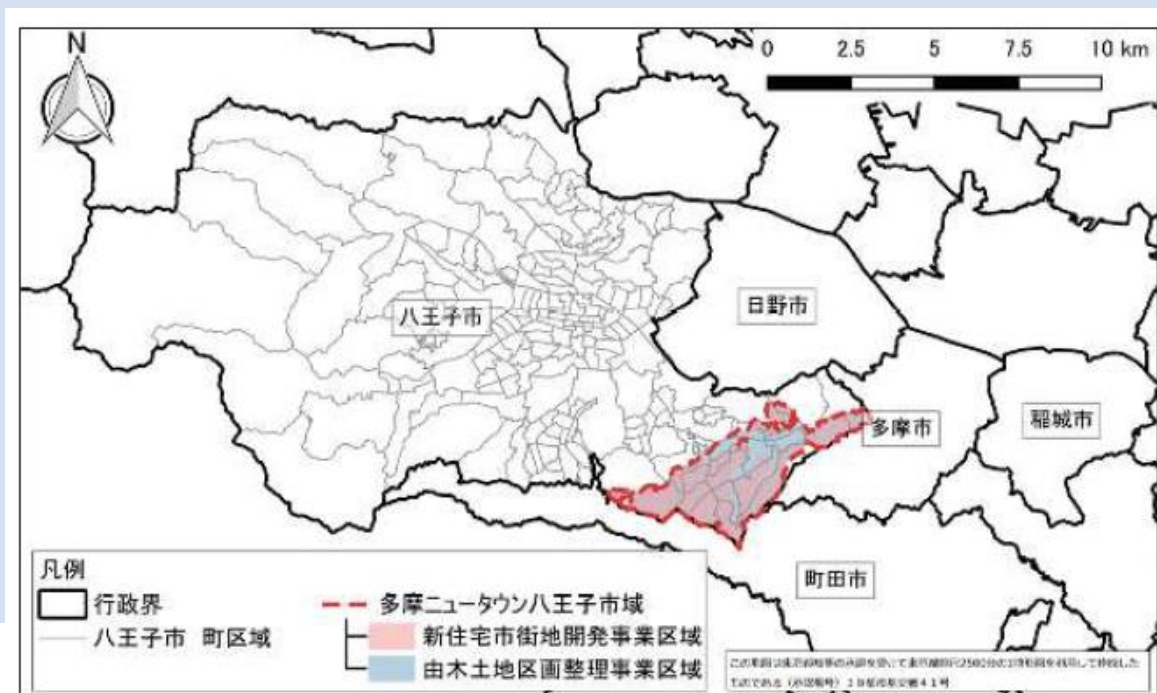 N
0 2.5 5 7.5 10 km
八王子市
日野市
多摩市
稲城市
町田市
凡例
行政界
八王子市 町区域
多摩ニュータウン八王子市域
新住宅市街地開発事業区域
由木土地区画整理事業区域